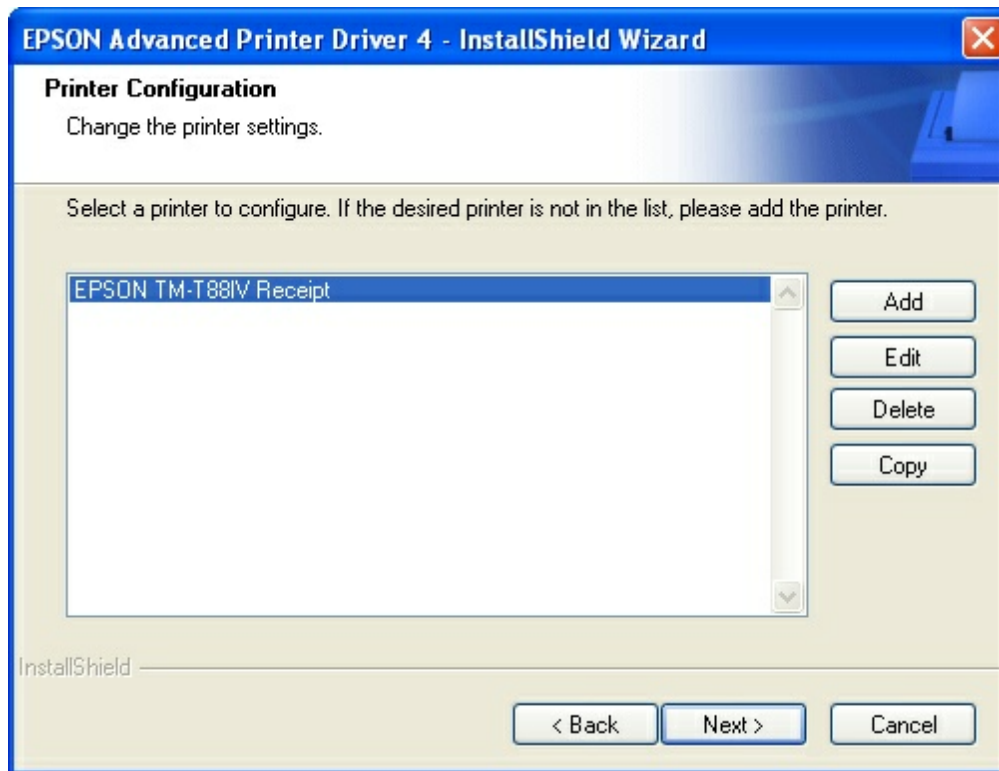 EPSON Advanced Printer Driver 4 - InstallShield Wizard
Printer Configuration
Change the printer settings.
Select a printer to configure. If the desired printer is not in the list, please add the printer.
EPSON TM-T88IV Receipt
Add
Edit
Delete
Copy
InstallShield
< Back
Next >
Cancel